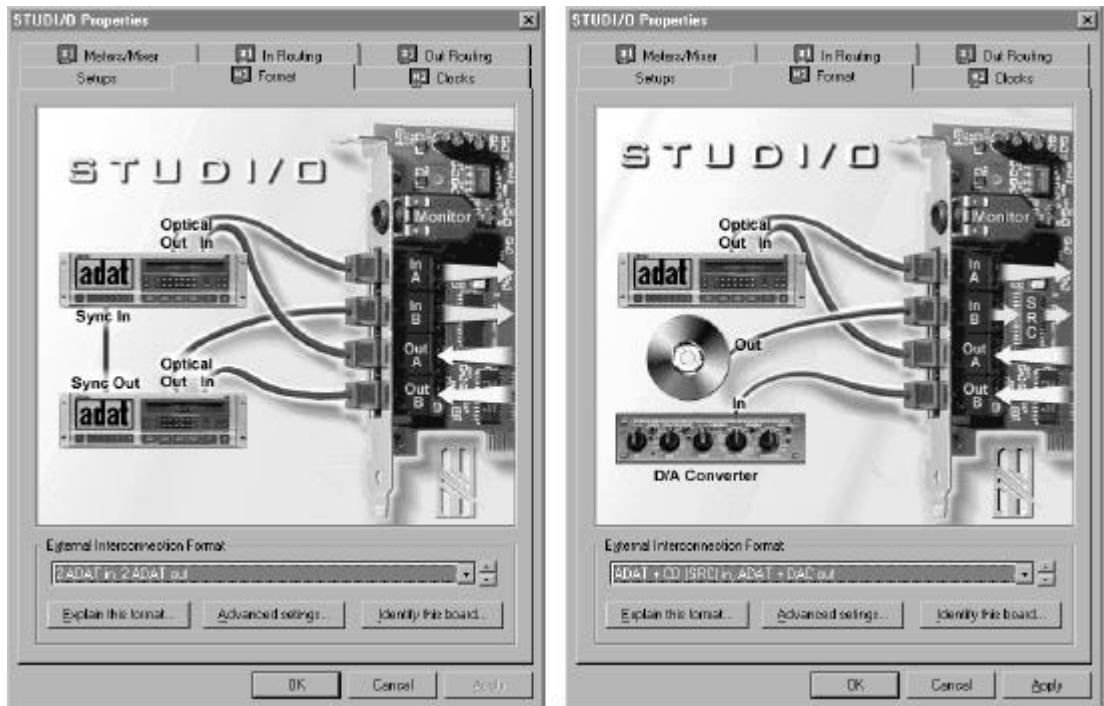 STUDI/O Properties
Meters/Mixer In Routing Out Routing
Setups Format Clocks
STUDI/O
Monitor
Optical
Out In
In A
adat
Sync In
In B
Optical
Out In
Out A
Sync Out
Out B
adat
External Interconnection Format
2 ADAT in, 2 ADAT out
Explain this format... Advanced settings... Identify this board...
OK Cancel Apply
STUDI/O Properties
Meters/Mixer In Routing Out Routing
Setups Format Clocks
STUDI/O
Monitor
Optical
Out In
In A
adat
In B
SRC
Out
Out A
Out B
In
D/A Converter
External Interconnection Format
ADAT + CD (SRC) in, ADAT + DAC out
Explain this format... Advanced settings... Identify this board...
OK Cancel Apply